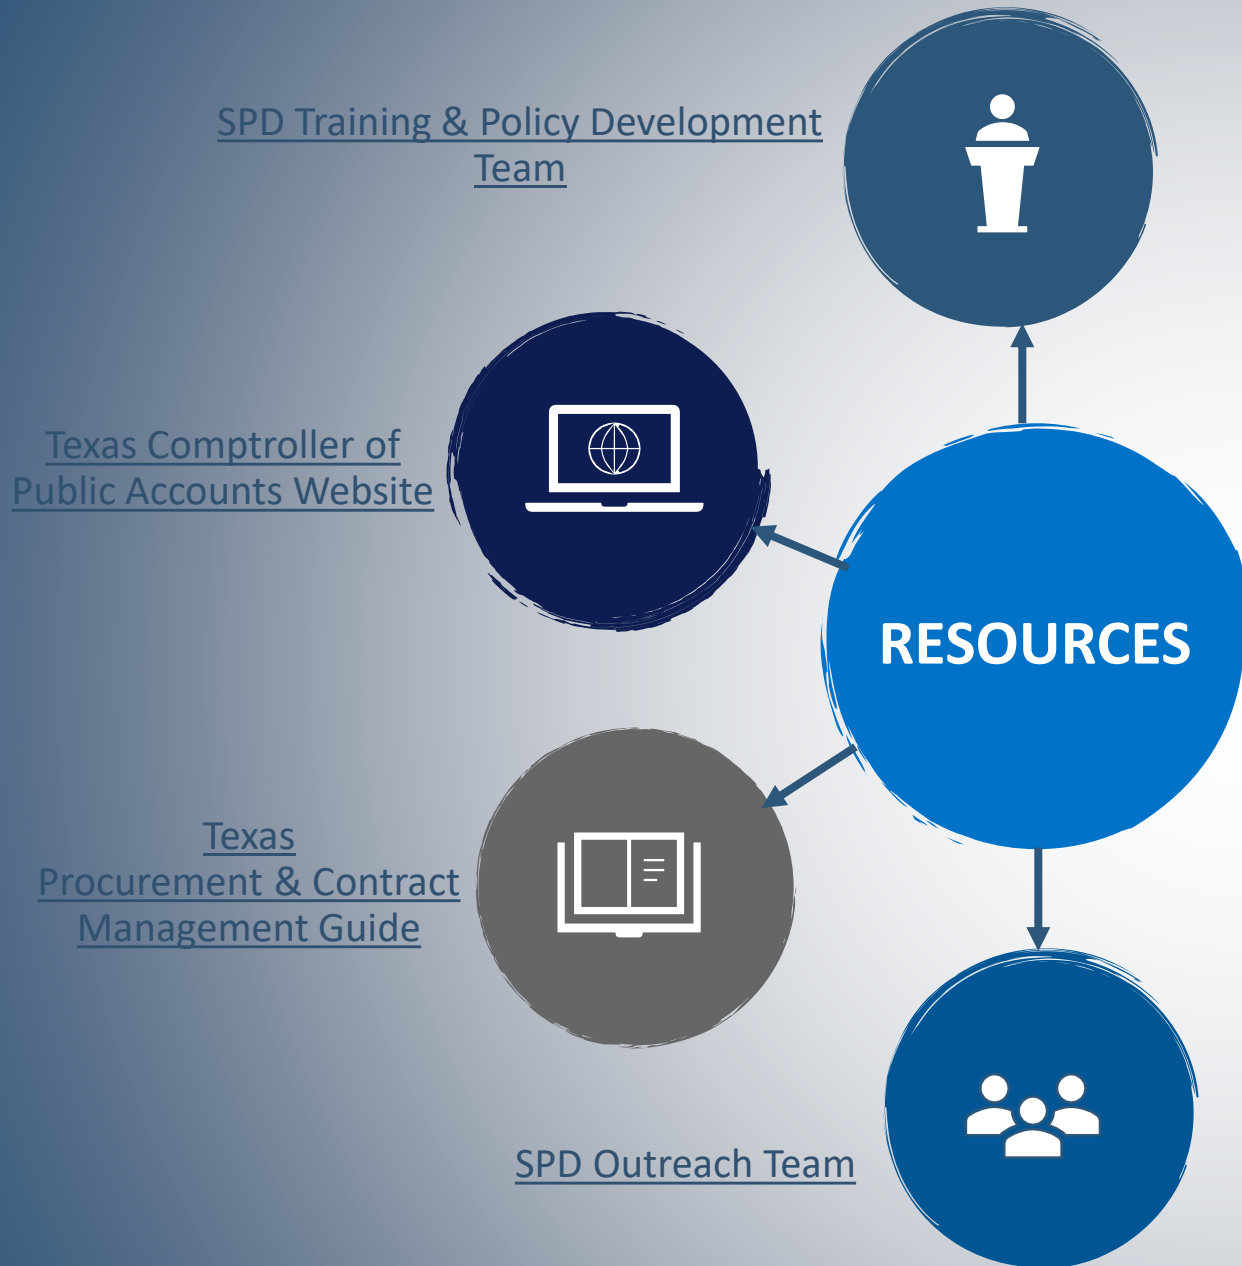 SPD Training & Policy Development
Team
Texas Comptroller of
Public Accounts Website
RESOURCES
Texas
Procurement & Contract
Management Guide
SPD Outreach Team